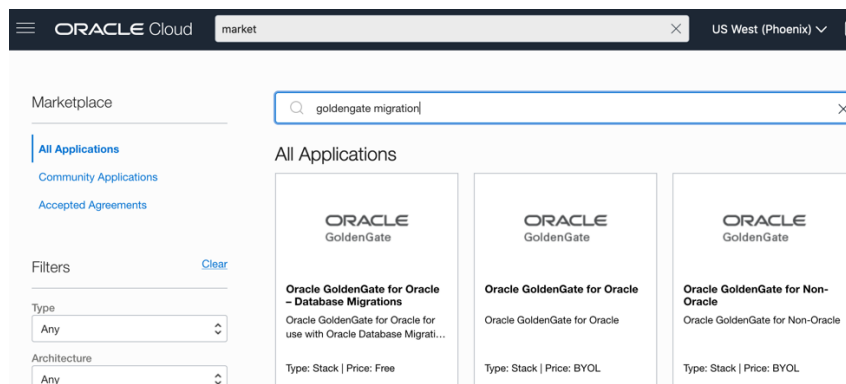 ORACLE Cloud
market
US West (Phoenix)
Marketplace
All Applications
Community Applications
Accepted Agreements
Filters
Clear
Type
Any
Architecture
Any
goldengate migration
All Applications
ORACLE
GoldenGate
Oracle GoldenGate for Oracle
– Database Migrations
Oracle GoldenGate for Oracle for
use with Oracle Database Migrati...
Type: Stack | Price: Free
ORACLE
GoldenGate
Oracle GoldenGate for Oracle
Oracle GoldenGate for Oracle
Type: Stack | Price: BYOL
ORACLE
GoldenGate
Oracle GoldenGate for Non-
Oracle
Oracle GoldenGate for Non-Oracle
Type: Stack | Price: BYOL